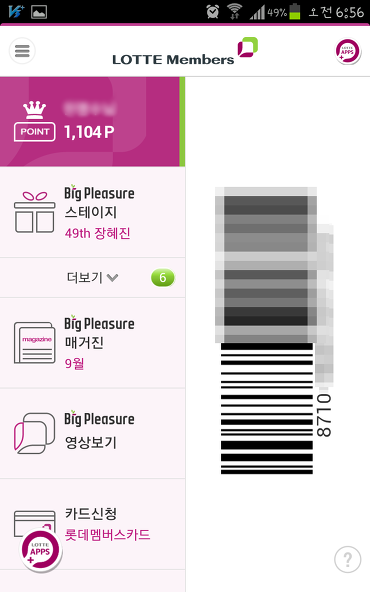 49% 오전 6:56
LOTTE Members
LOTTE
APPS
POINT 1,104 P
Big Pleasure
스테이지
49th 장혜진
더보기 6
magazine
Big Pleasure
매거진
9월
Big Pleasure
영상보기
카드신청
롯데멤버스카드
LOTTE
APPS
8710
?